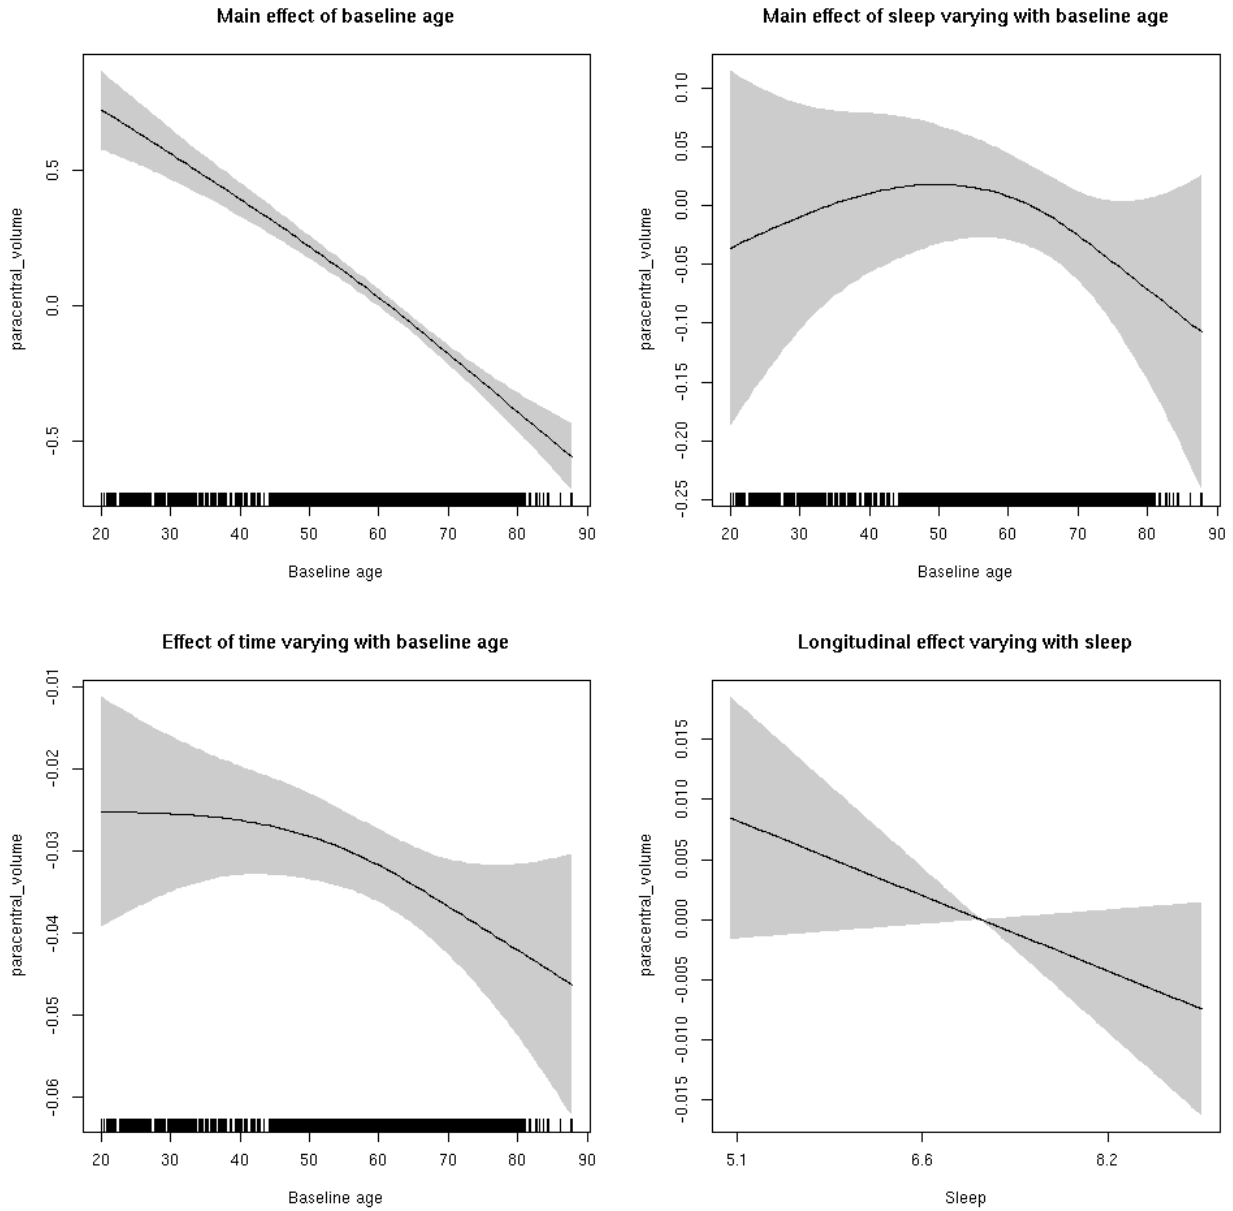 Main effect of baseline age
paracentral_volume
0.5
0.0
-0.5
20 30 40 50 60 70 80 90
Baseline age
Main effect of sleep varying with baseline age
paracentral_volume
0.10
0.05
0.00
-0.05
-0.10
-0.15
-0.20
-0.25
20 30 40 50 60 70 80 90
Baseline age
Effect of time varying with baseline age
paracentral_volume
-0.01
-0.02
-0.03
-0.04
-0.05
-0.06
20 30 40 50 60 70 80 90
Baseline age
Longitudinal effect varying with sleep
paracentral_volume
0.015
0.010
0.005
0.000
-0.005
-0.010
-0.015
5.1 6.6 8.2
Sleep